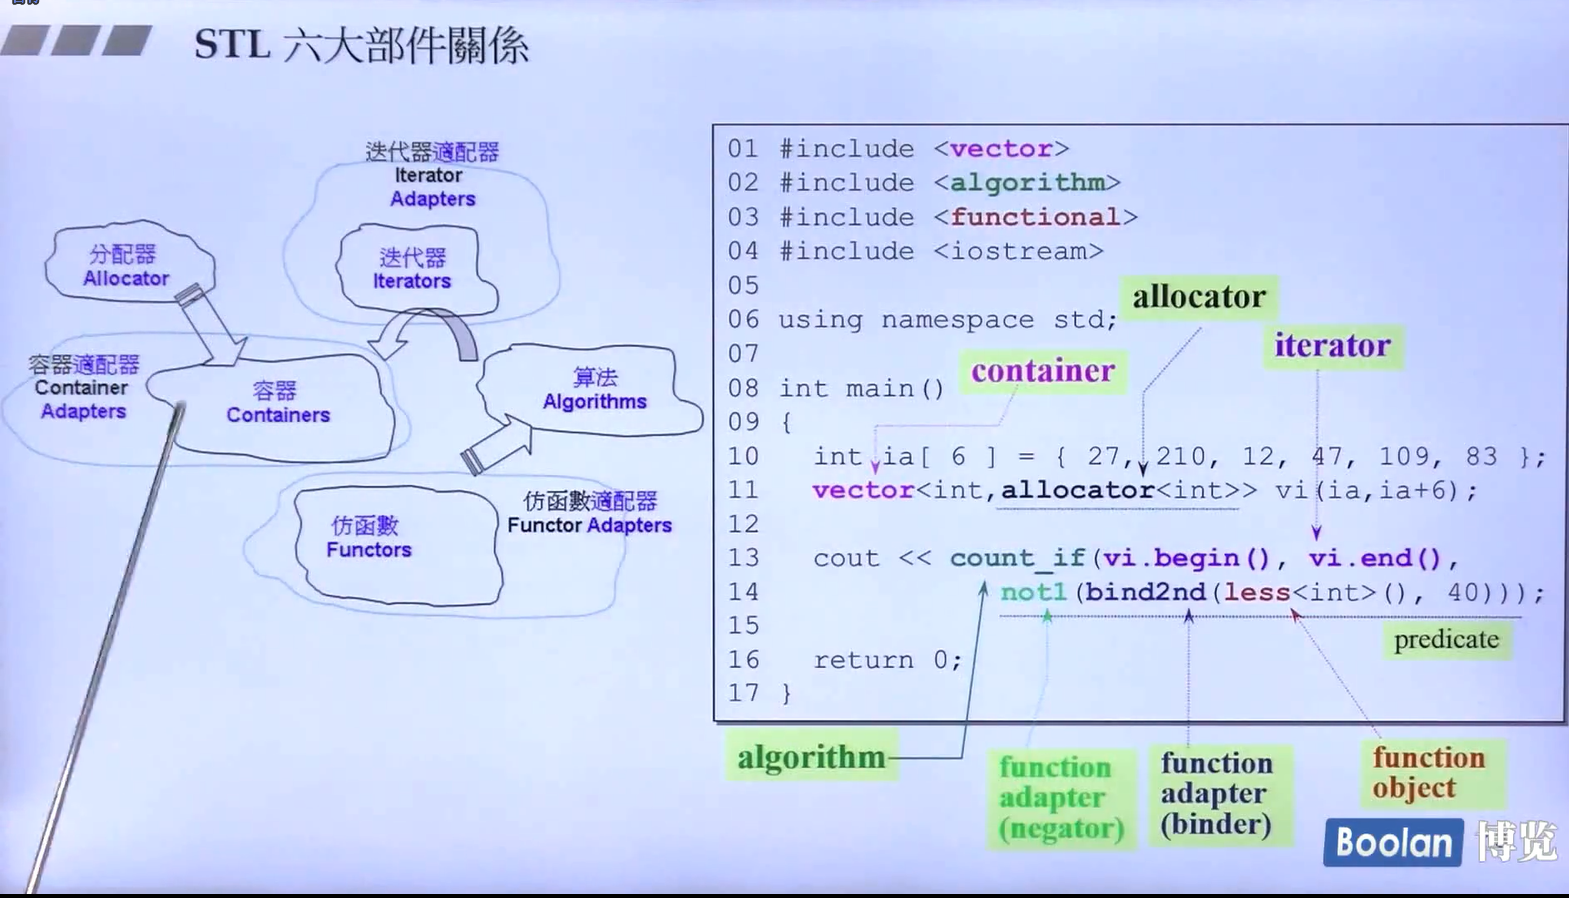 STL 六大部件關係
迭代器適配器
Iterator
Adapters
分配器
Allocator
迭代器
Iterators
容器適配器
Container
Adapters
容器
Containers
算法
Algorithms
仿函數
Functors
仿函數適配器
Functor Adapters
01 #include <vector>
02 #include <algorithm>
03 #include <functional>
04 #include <iostream>
05
allocator
06 using namespace std;
iterator
07
container
08 int main()
09 {
10 int ia[ 6 ] = { 27, 210, 12, 47, 109, 83 };
11 vector<int,allocator<int>> vi(ia,ia+6);
12
13 cout << count_if(vi.begin(), vi.end(),
14 not1(bind2nd(less<int>(), 40)));
15
predicate
16 return 0;
17 }
algorithm
function
adapter
(negator)
function
adapter
(binder)
function
object
Boolan 博览